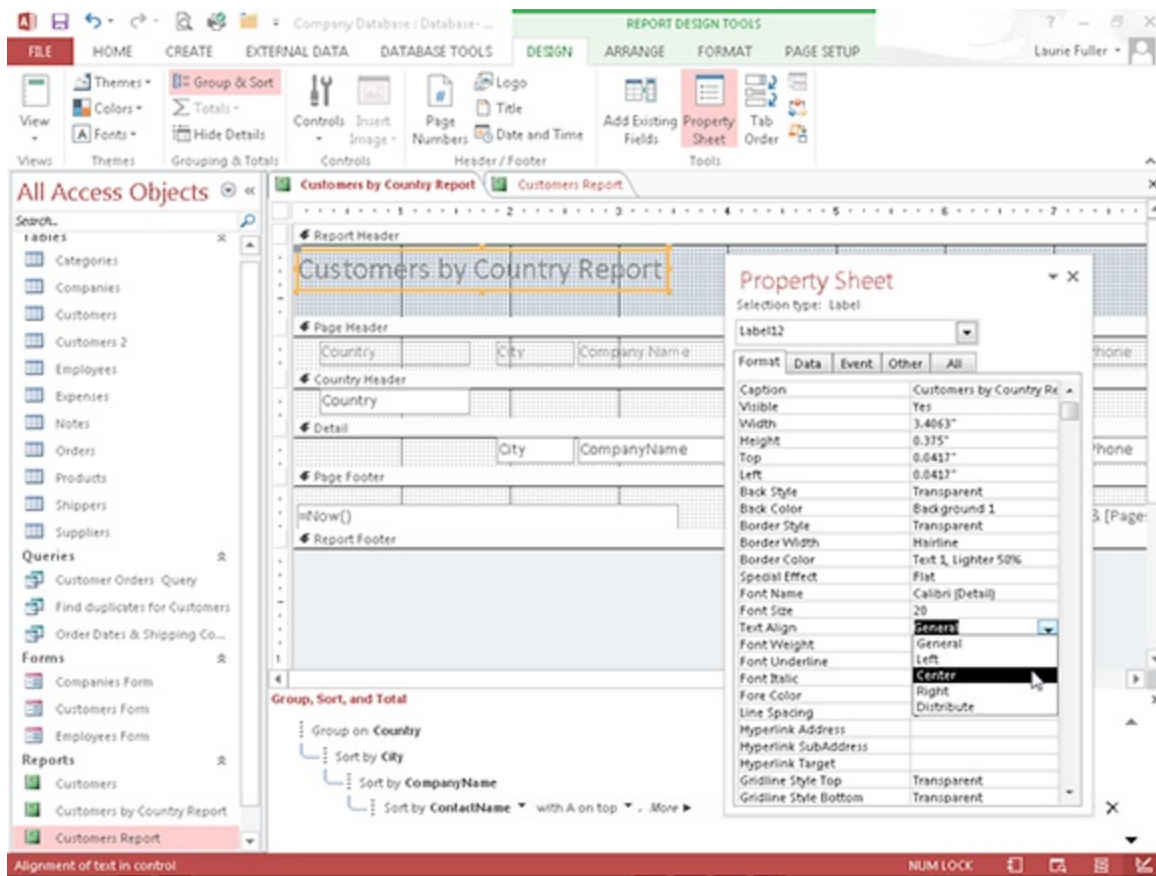 Company Database : Database- ...
REPORT DESIGN TOOLS
?
FILE HOME CREATE EXTERNAL DATA DATABASE TOOLS DESIGN ARRANGE FORMAT PAGE SETUP
Laurie Fuller
View
Themes
Colors
Fonts
Group & Sort
Totals
Hide Details
Controls
Insert Image
Page Numbers
Logo
Title
Date and Time
Add Existing Fields
Property Sheet
Tab Order
Views Themes Grouping & Totals Controls Header / Footer Tools
All Access Objects
Search...
Tables
Categories
Companies
Customers
Customers 2
Employees
Expenses
Notes
Orders
Products
Shippers
Suppliers
Queries
Customer Orders Query
Find duplicates for Customers
Order Dates & Shipping Co...
Forms
Companies Form
Customers Form
Employees Form
Reports
Customers
Customers by Country Report
Customers Report
Customers by Country Report Customers Report
1 2 3 4 5 6 7
Report Header
Customers by Country Report
Page Header
Country City Company Name Phone
Country Header
Country
Detail
City CompanyName Phone
Page Footer
=Now() & [Page
Report Footer
1
Property Sheet
Selection type: Label
Label12
Format Data Event Other All
Caption Customers by Country Re
Visible Yes
Width 3.4063"
Height 0.375"
Top 0.0417"
Left 0.0417"
Back Style Transparent
Back Color Background 1
Border Style Transparent
Border Width Hairline
Border Color Text 1, Lighter 50%
Special Effect Flat
Font Name Calibri (Detail)
Font Size 20
Text Align General
Font Weight
Font Underline
Font Italic
Fore Color
Line Spacing
General
Left
Center
Right
Distribute
Hyperlink Address
Hyperlink SubAddress
Hyperlink Target
Gridline Style Top Transparent
Gridline Style Bottom Transparent
Group, Sort, and Total
Group on Country
Sort by City
Sort by CompanyName
Sort by ContactName with A on top , More
Alignment of text in control
NUM LOCK